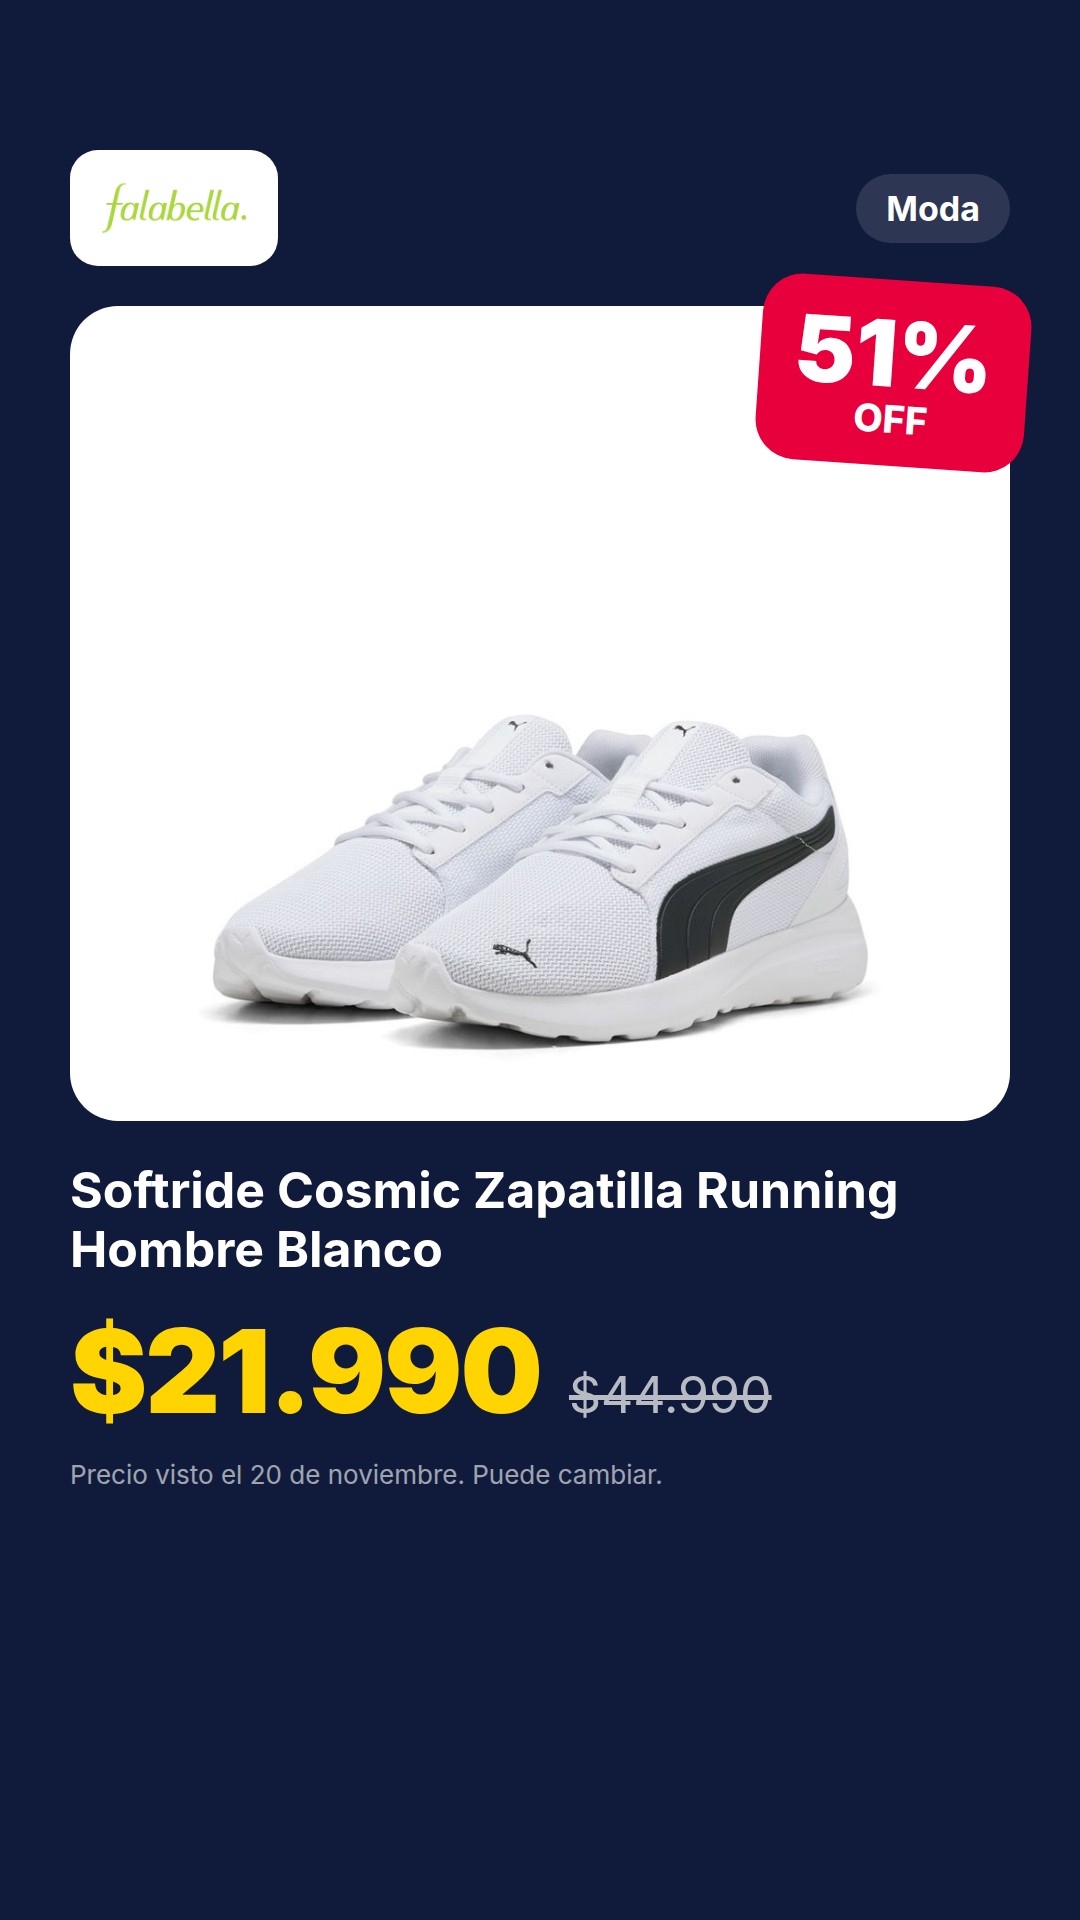 falabella.
Moda
51%
OFF
Softride Cosmic Zapatilla Running
Hombre Blanco
$21.990 $44.990
Precio visto el 20 de noviembre. Puede cambiar.